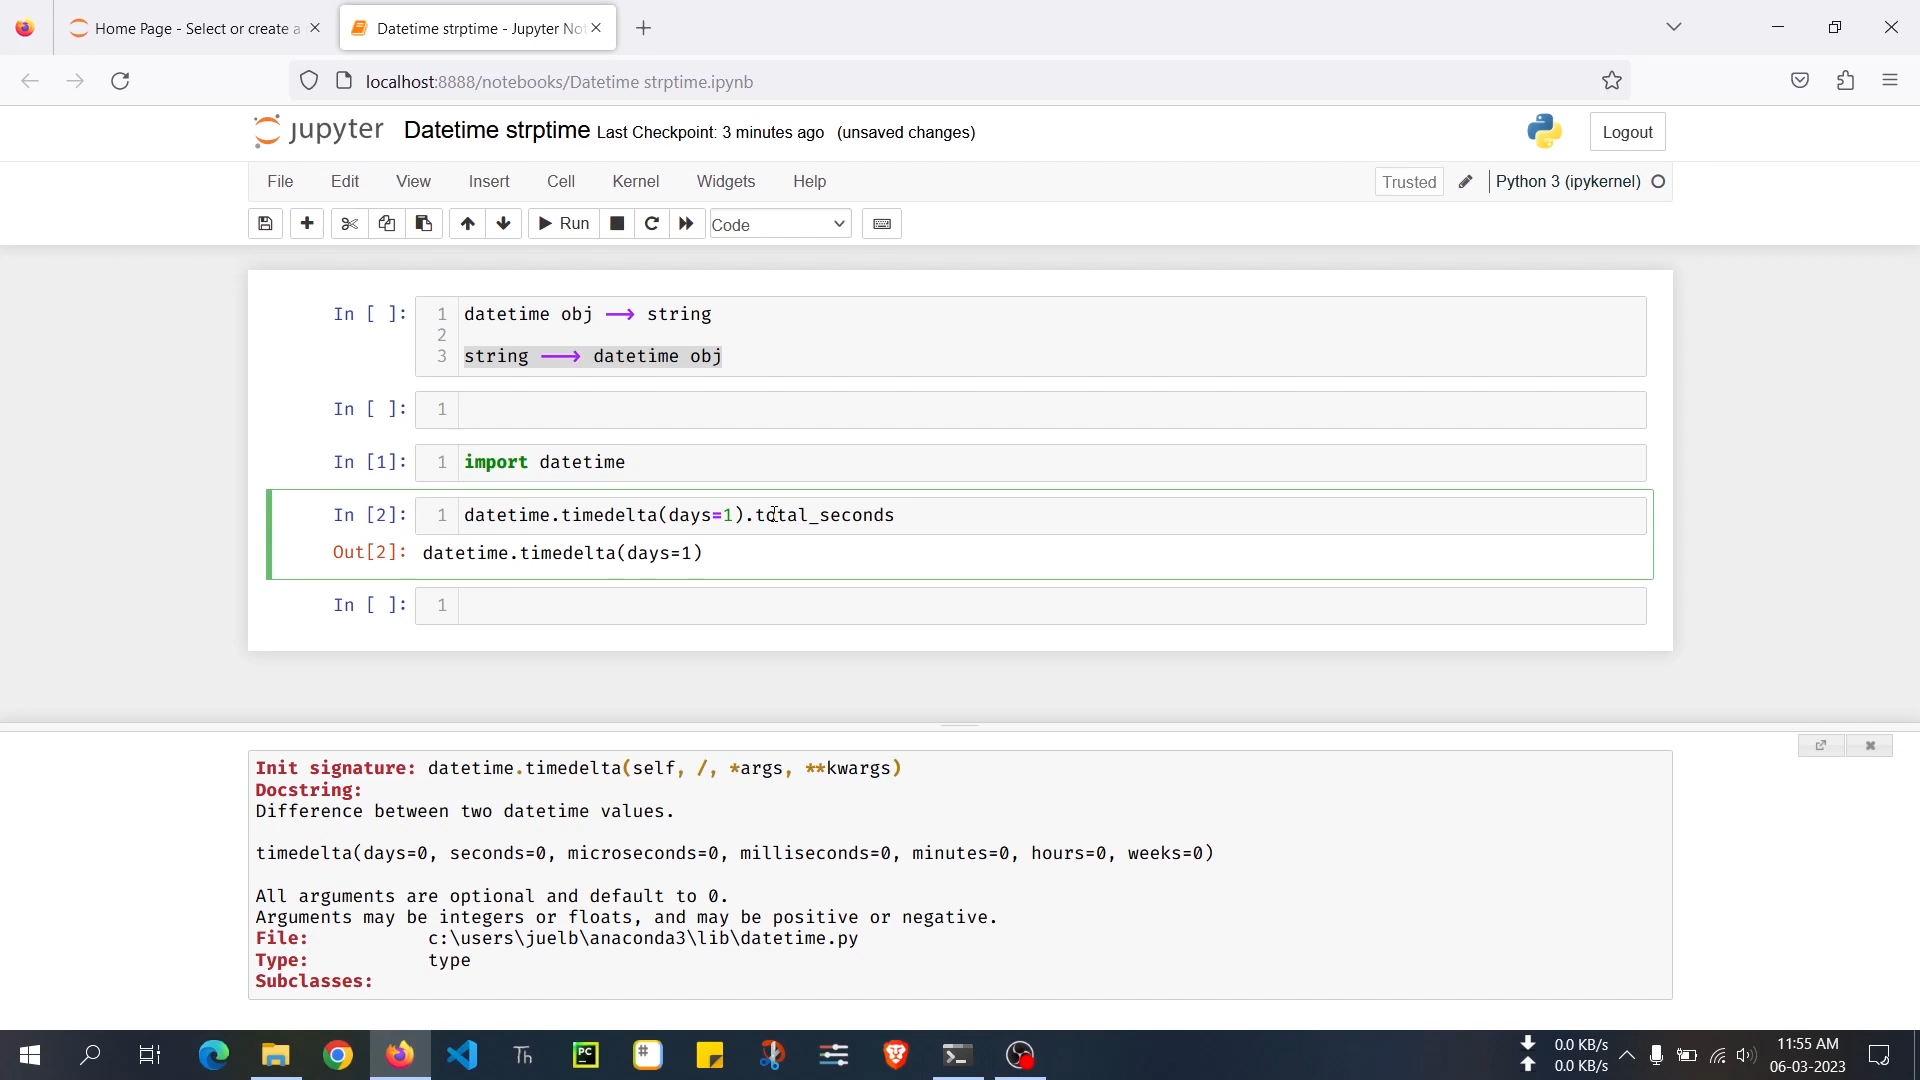 Home Page - Select or create a
Datetime strptime - Jupyter Not
localhost:8888/notebooks/Datetime strptime.ipynb
jupyter Datetime strptime Last Checkpoint: 3 minutes ago (unsaved changes)
Logout
File Edit View Insert Cell Kernel Widgets Help
Trusted Python 3 (ipykernel)
Run Code
In [ ]: 1 datetime obj ⟶ string
2
3 string ⟶ datetime obj
In [ ]: 1
In [1]: 1 import datetime
In [2]: 1 datetime.timedelta(days=1).total_seconds
Out[2]: datetime.timedelta(days=1)
In [ ]: 1
Init signature: datetime.timedelta(self, /, *args, **kwargs)
Docstring:
Difference between two datetime values.
timedelta(days=0, seconds=0, microseconds=0, milliseconds=0, minutes=0, hours=0, weeks=0)
All arguments are optional and default to 0.
Arguments may be integers or floats, and may be positive or negative.
File: c:\users\juelb\anaconda3\lib\datetime.py
Type: type
Subclasses:
Th
PC
#
0.0 KB/s
0.0 KB/s
11:55 AM
06-03-2023